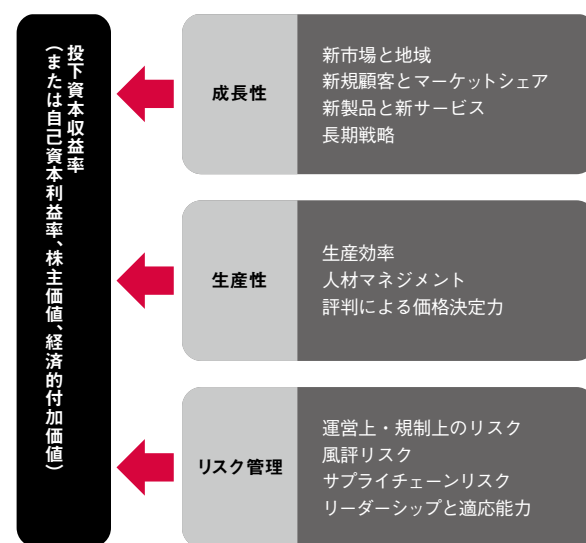 投下資本収益率
（または自己資本利益率、株主価値、経済的付加価値）
成長性
新市場と地域
新規顧客とマーケットシェア
新製品と新サービス
長期戦略
生産性
生産効率
人材マネジメント
評判による価格決定力
リスク管理
運営上・規制上のリスク
風評リスク
サプライチェーンリスク
リーダーシップと適応能力